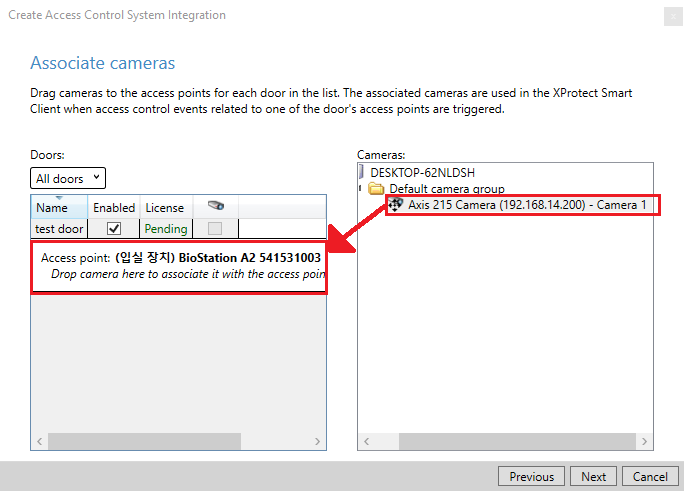 Create Access Control System Integration
Associate cameras
Drag cameras to the access points for each door in the list. The associated cameras are used in the XProtect Smart
Client when access control events related to one of the door's access points are triggered.
Doors:
All doors
Name Enabled License
test door Pending
Access point: (입실 장치) BioStation A2 541531003
Drop camera here to associate it with the access poin
Cameras:
DESKTOP-62NLDSH
Default camera group
Axis 215 Camera (192.168.14.200) - Camera 1
Previous Next Cancel